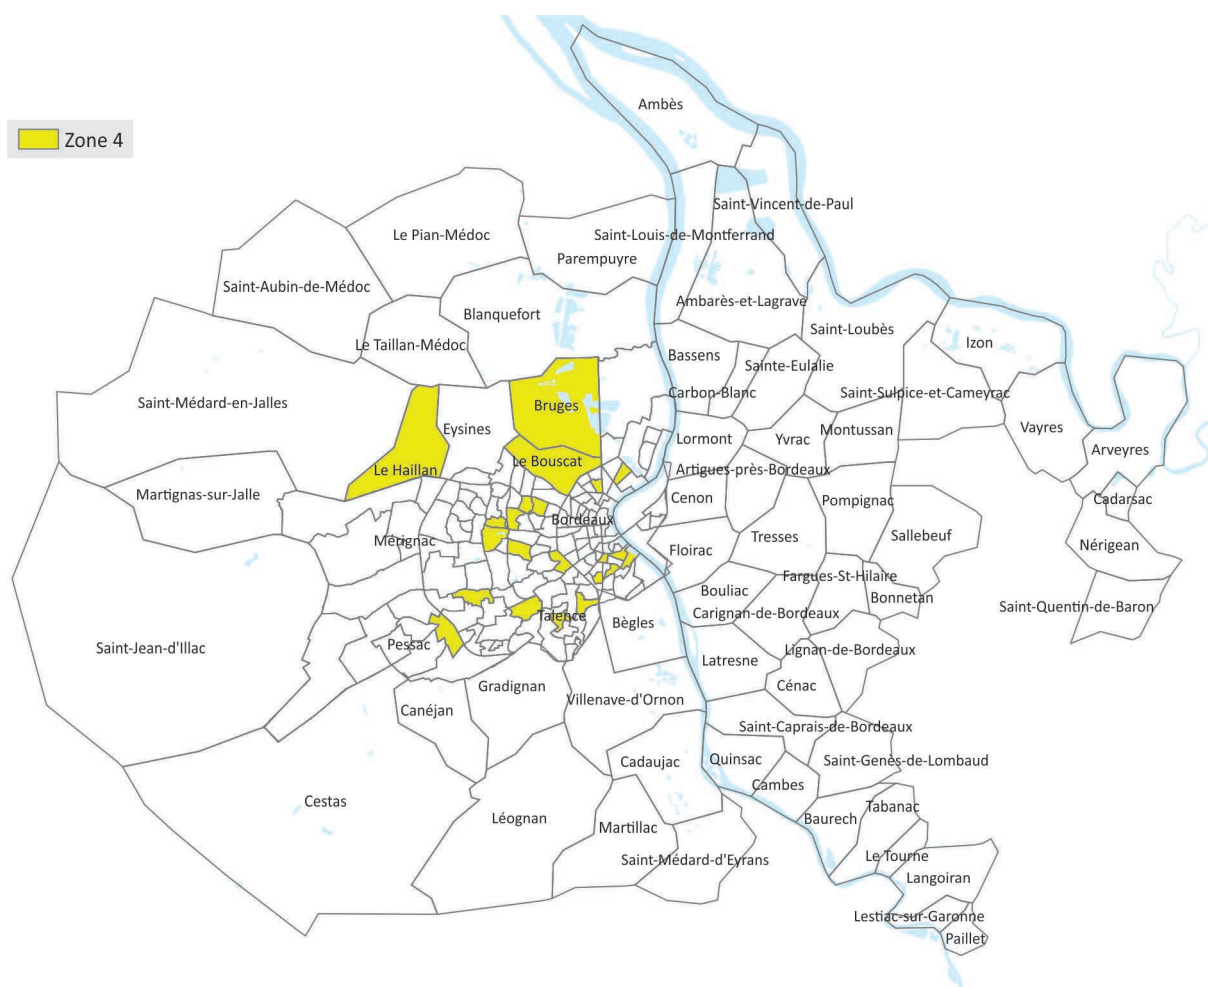 Ambès
Zone 4
Saint-Vincent-de-Paul
Le Pian-Médoc
Saint-Louis-de-Montferrand
Parempuyre
Saint-Aubin-de-Médoc
Ambarès-et-Lagrave
Blanquefort
Saint-Loubès
Le Taillan-Médoc
Izon
Bassens
Sainte-Eulalie
Carbon-Blanc
Saint-Sulpice-et-Cameyrac
Saint-Médard-en-Jalles
Bruges
Eysines
Vayres
Montussan
Lormont
Yvrac
Arveyres
Le Bouscat
Le Haillan
Artigues-près-Bordeaux
Martignas-sur-Jalle
Cenon
Pompignac
Cadarsac
Bordeaux
Sallebeuf
Tresses
Mérignac
Nérigean
Floirac
Fargues-St-Hilaire
Bouliac
Bonnetan
Saint-Quentin-de-Baron
Carignan-de-Bordeaux
Talence
Bègles
Pessac
Saint-Jean-d'Illac
Lignan-de-Bordeaux
Latresne
Gradignan
Cénac
Villenave-d'Ornon
Canéjan
Saint-Caprais-de-Bordeaux
Quinsac
Cadaujac
Saint-Genès-de-Lombaud
Cambes
Cestas
Tabanac
Léognan
Baurech
Martillac
Le Tourne
Saint-Médard-d'Eyrans
Langoiran
Lestiac-sur-Garonne
Paillet